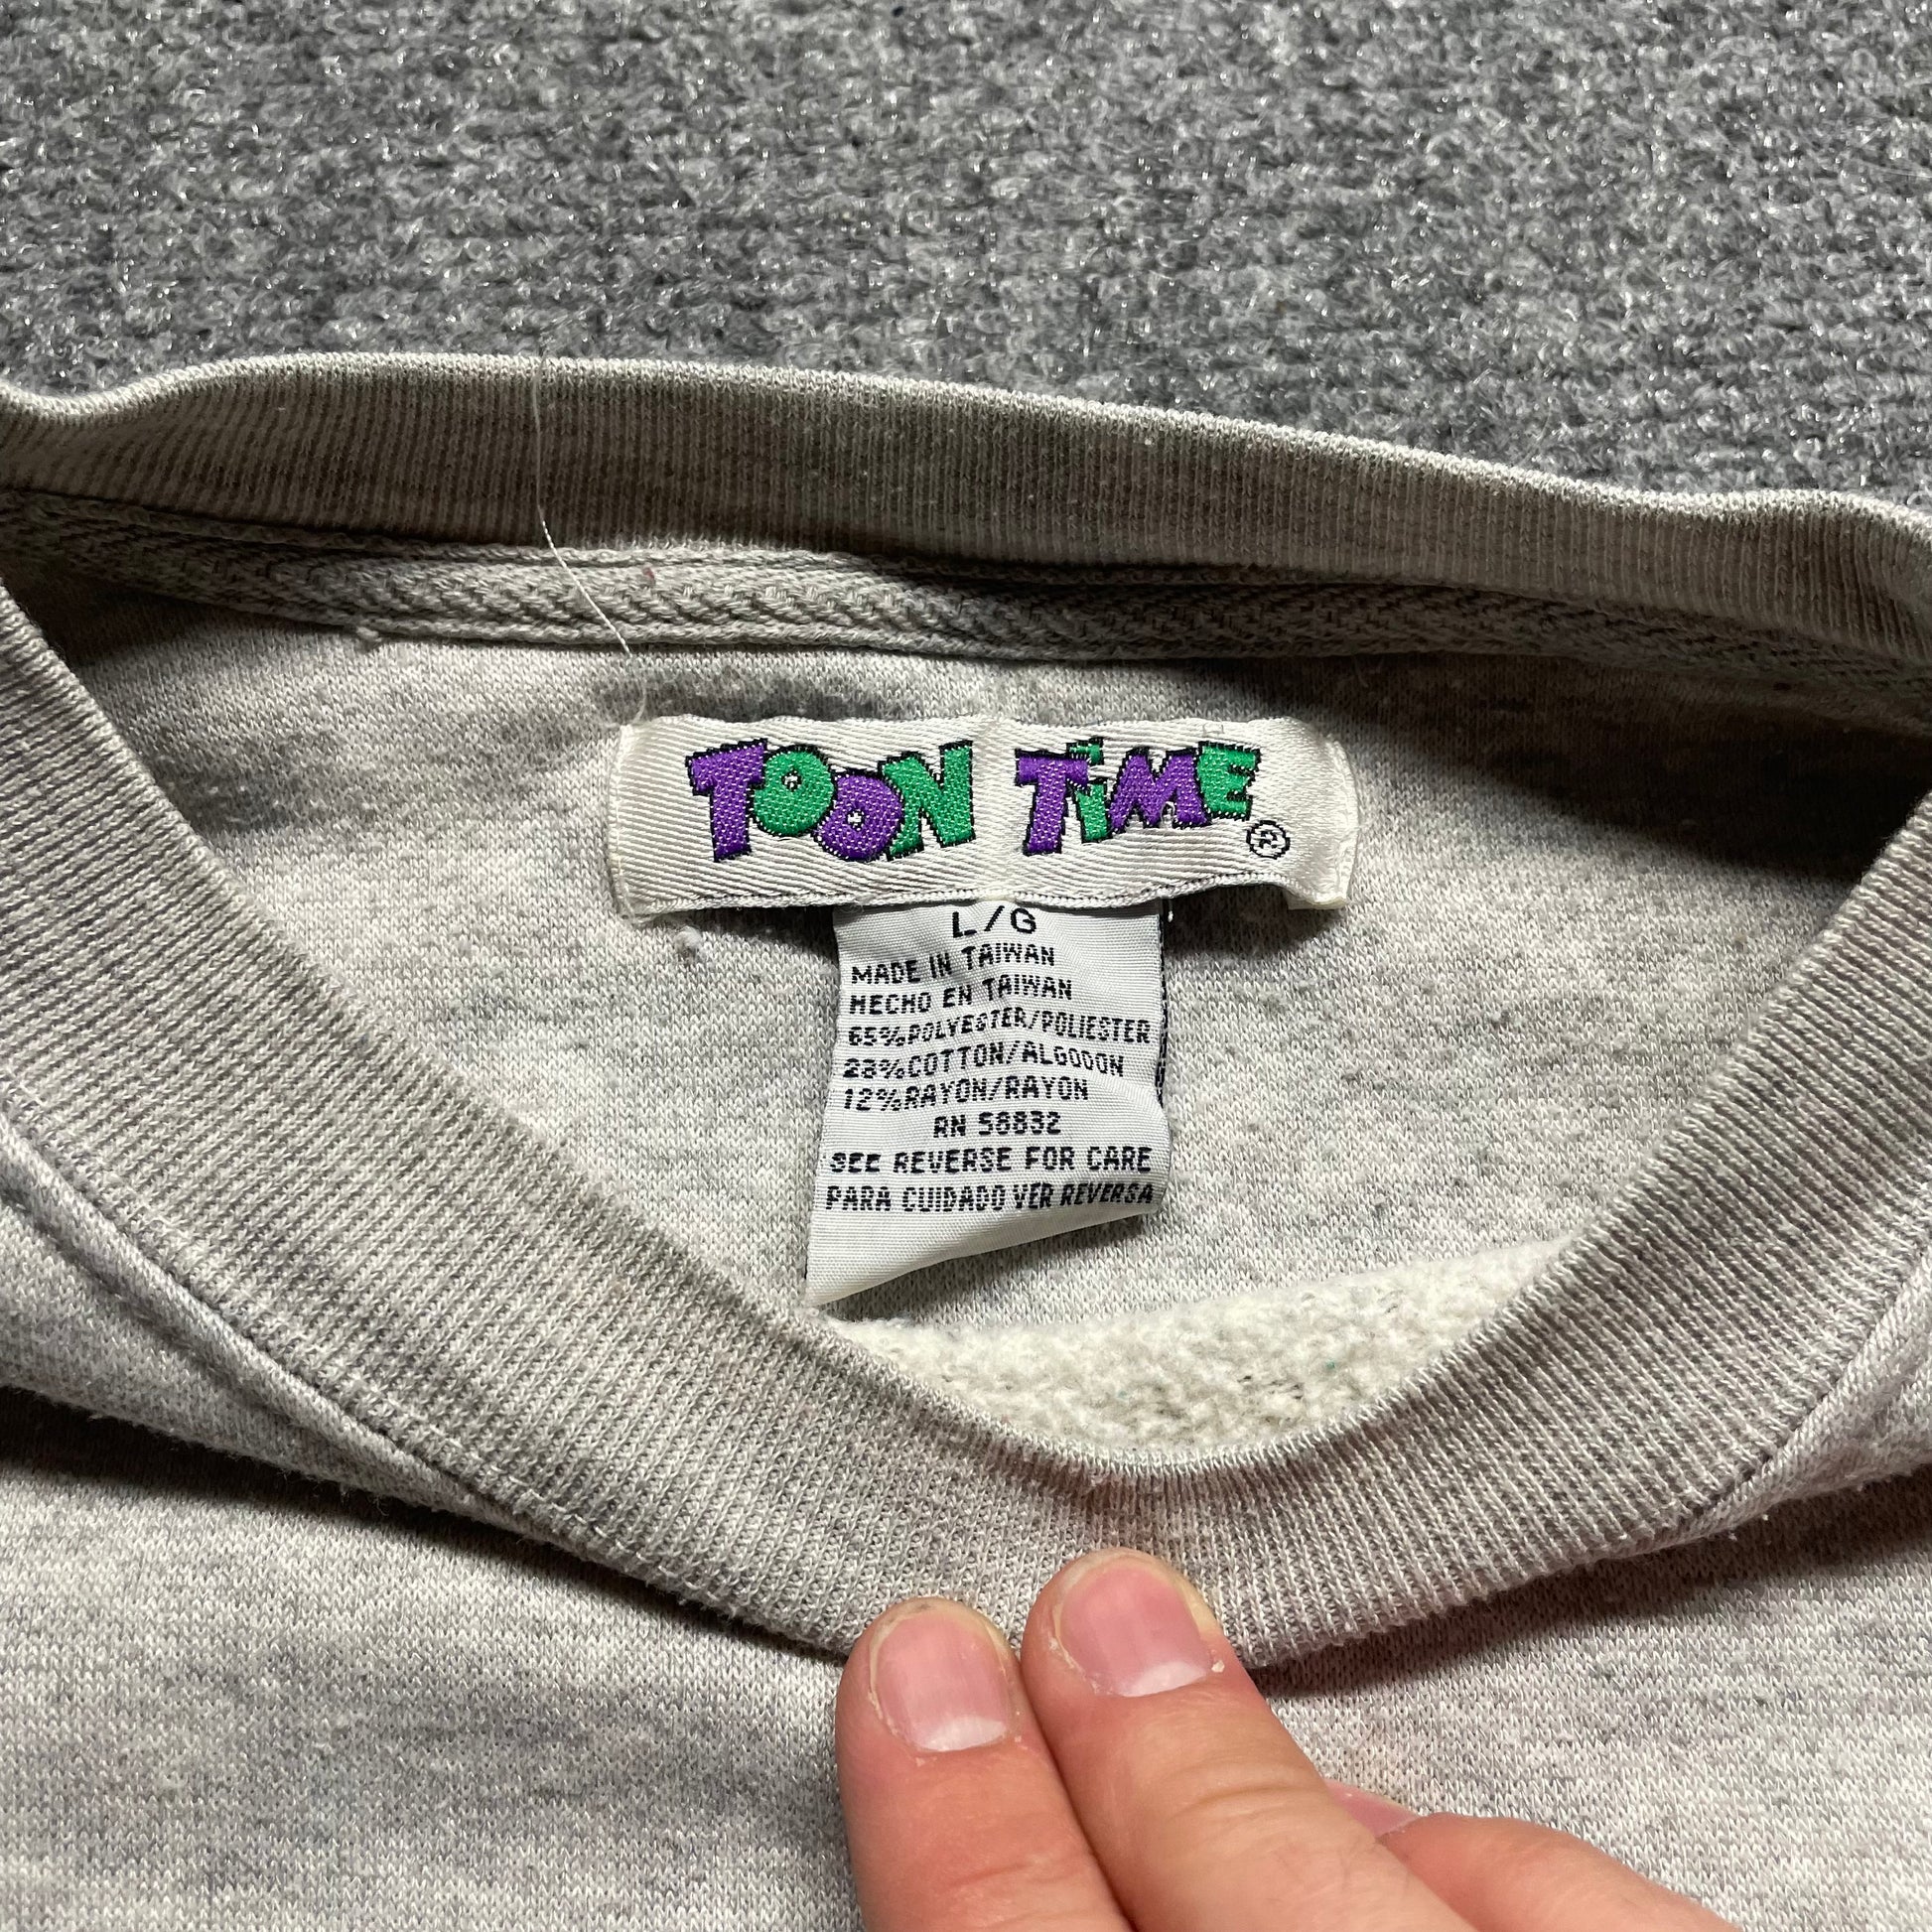 TOON TiME ®
L/G
MADE IN TAIWAN
HECHO EN TAIWAN
65%POLYESTER/POLIESTER
23%COTTON/ALGODON
12%RAYON/RAYON
RN 58832
SEE REVERSE FOR CARE
PARA CUIDADO VER REVERSA